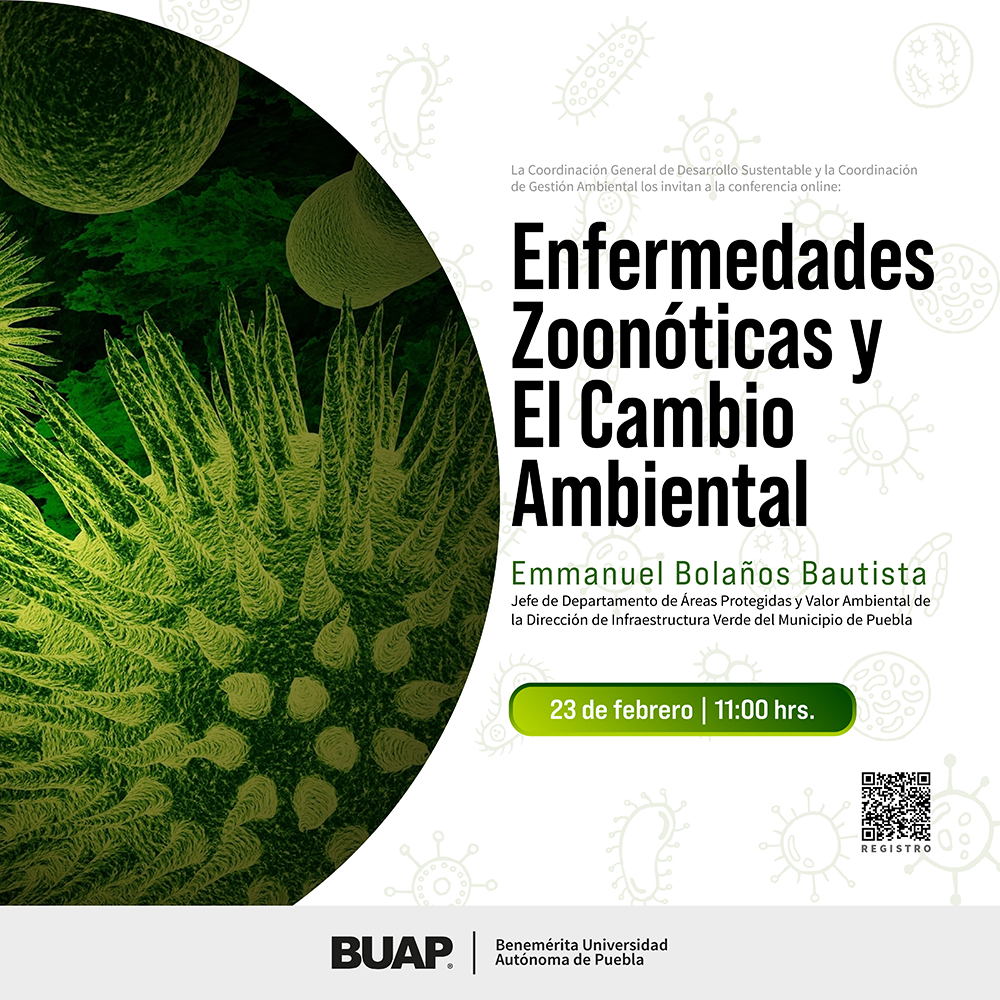 La Coordinación General de Desarrollo Sustentable y la Coordinación
de Gestión Ambiental los invitan a la conferencia online:
Enfermedades
Zoonóticas y
El Cambio
Ambiental
Emmanuel Bolaños Bautista
Jefe de Departamento de Áreas Protegidas y Valor Ambiental de
la Dirección de Infraestructura Verde del Municipio de Puebla
23 de febrero | 11:00 hrs.
REGISTRO
BUAP®
Benemérita Universidad
Autónoma de Puebla